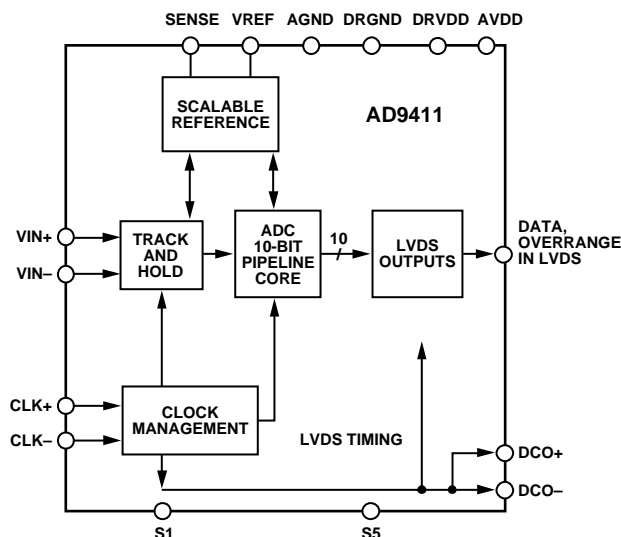 SENSE VREF AGND DRGND DRVDD AVDD
SCALABLE
REFERENCE
AD9411
VIN+
VIN–
TRACK
AND
HOLD
ADC
10-BIT
PIPELINE
CORE
10
LVDS
OUTPUTS
DATA,
OVERRANGE
IN LVDS
CLK+
CLK–
CLOCK
MANAGEMENT
LVDS TIMING
DCO+
DCO–
S1
S5